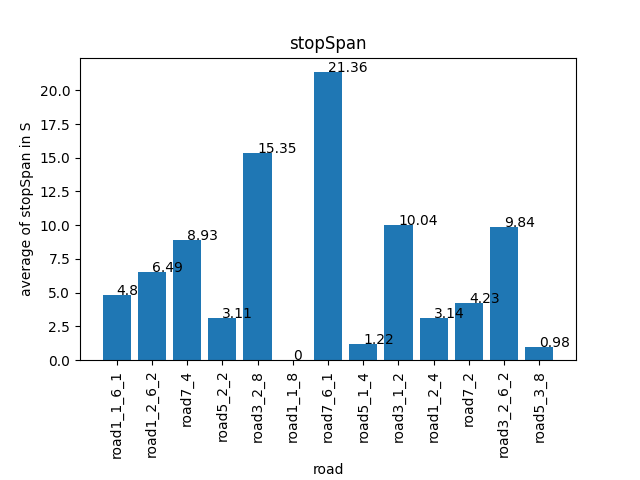 stopSpan
average of stopSpan in S
20.0
17.5
15.0
12.5
10.0
7.5
5.0
2.5
0.0
4.8
6.49
8.93
3.11
15.35
0
21.36
1.22
10.04
3.14
4.23
9.84
0.98
road1_1_6_1
road1_2_6_2
road7_4
road5_2_2
road3_2_8
road1_1_8
road7_6_1
road5_1_4
road3_1_2
road1_2_4
road7_2
road3_2_6_2
road5_3_8
road